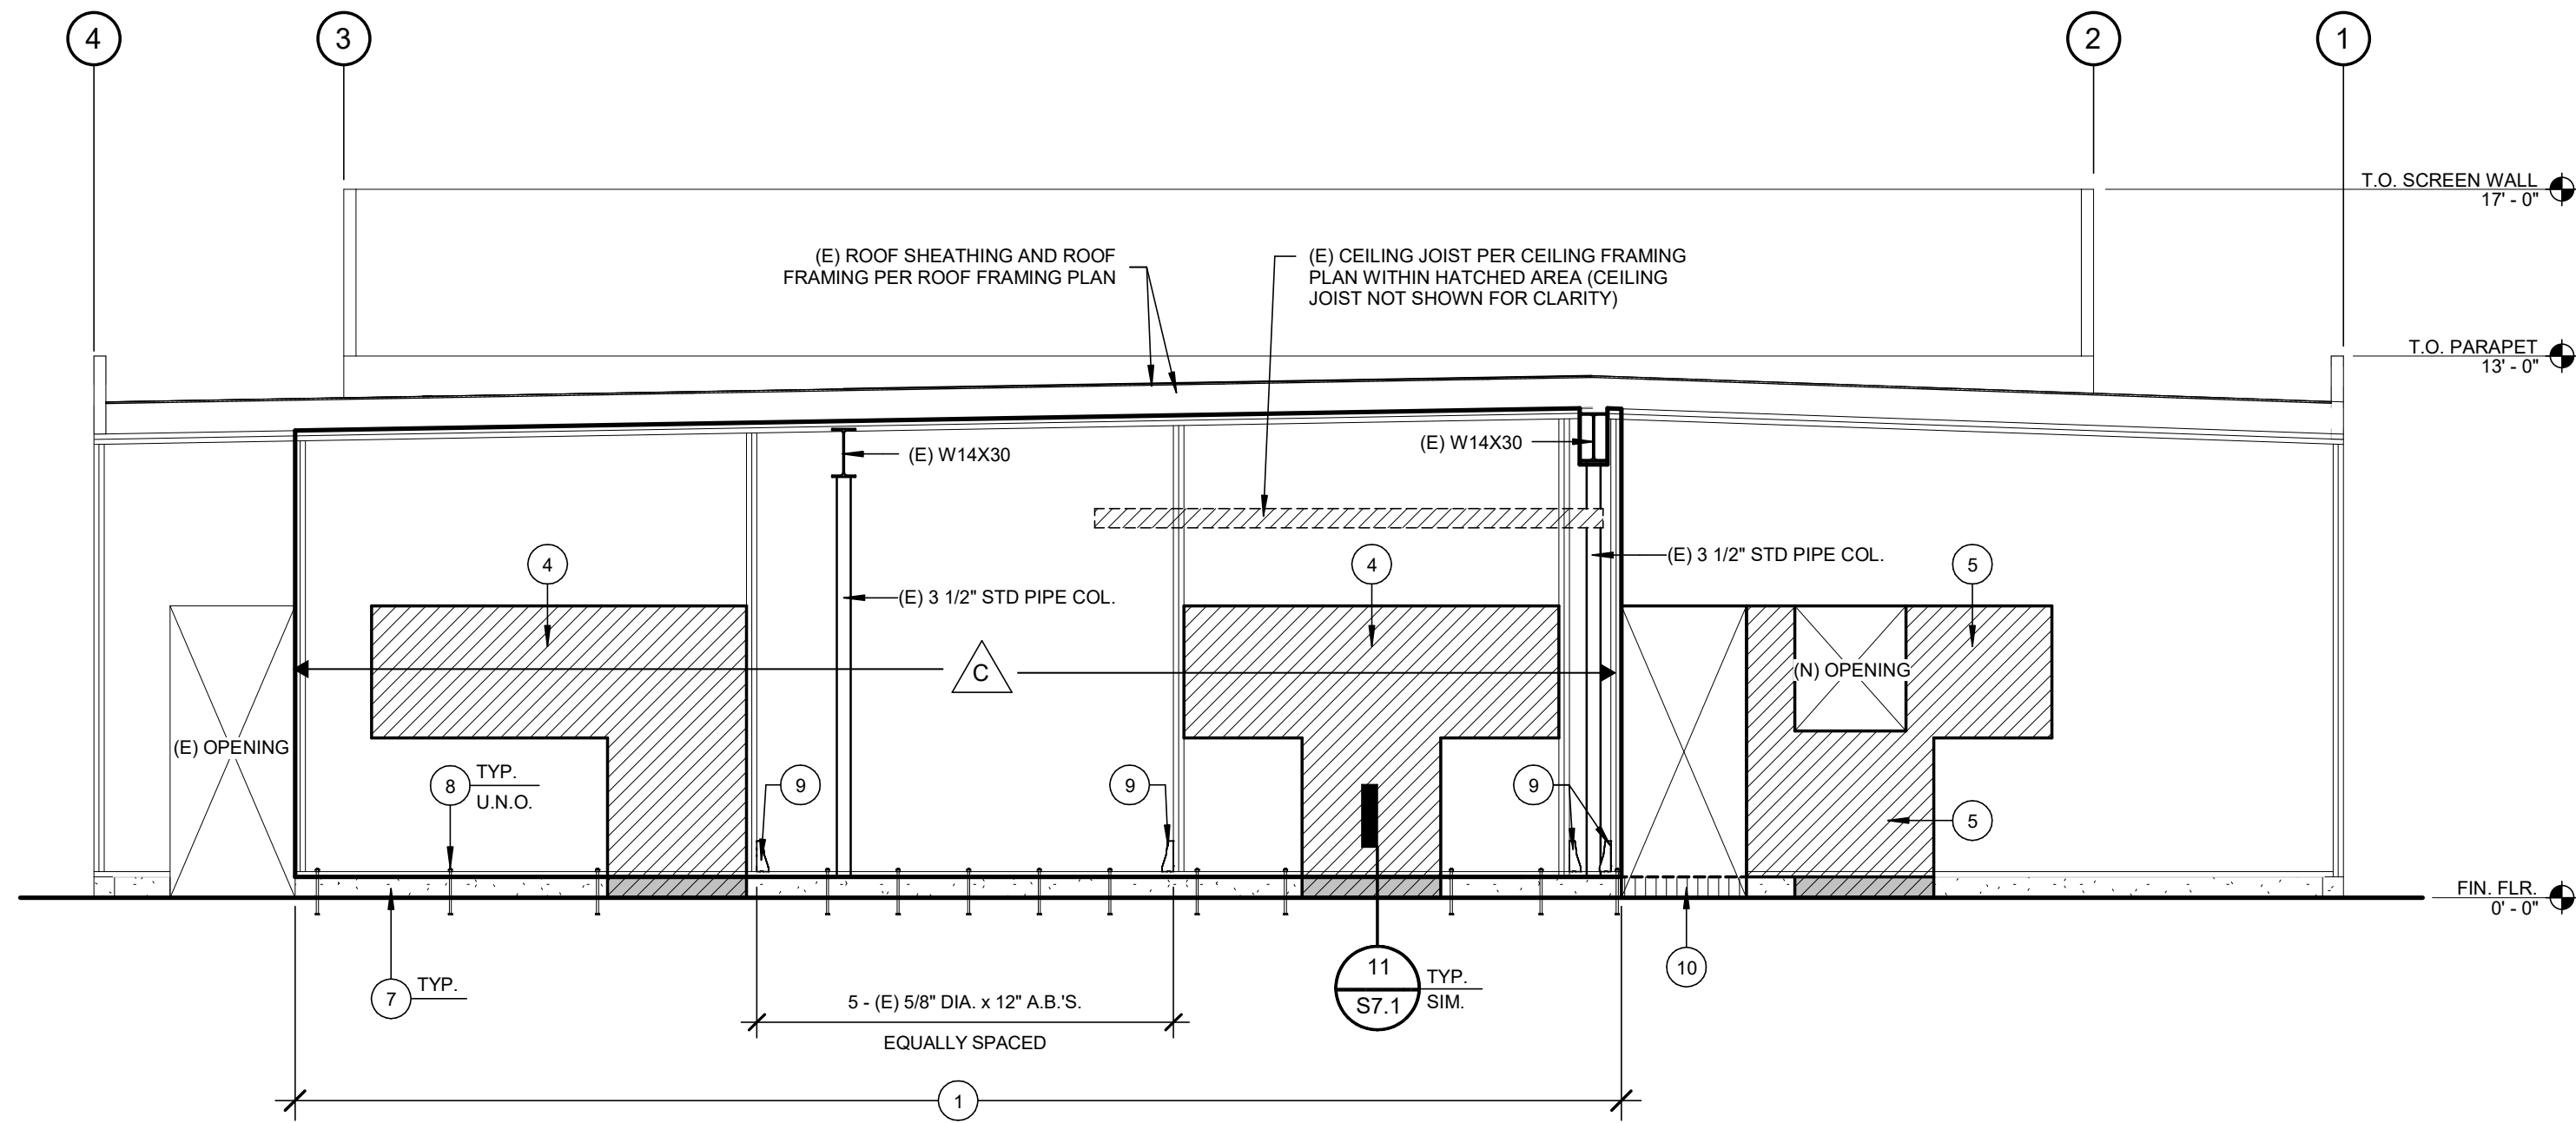 4
3
2
1
T.O. SCREEN WALL
17' - 0"
(E) ROOF SHEATHING AND ROOF
FRAMING PER ROOF FRAMING PLAN
(E) CEILING JOIST PER CEILING FRAMING
PLAN WITHIN HATCHED AREA (CEILING
JOIST NOT SHOWN FOR CLARITY)
T.O. PARAPET
13' - 0"
(E) W14X30
(E) W14X30
4
4
(E) 3 1/2" STD PIPE COL.
5
(E) 3 1/2" STD PIPE COL.
C
(N) OPENING
(E) OPENING
8
TYP.
U.N.O.
9
9
9
5
FIN. FLR.
0' - 0"
7
TYP.
5 - (E) 5/8" DIA. x 12" A.B.'S.
EQUALLY SPACED
11
S7.1
TYP.
SIM.
10
1